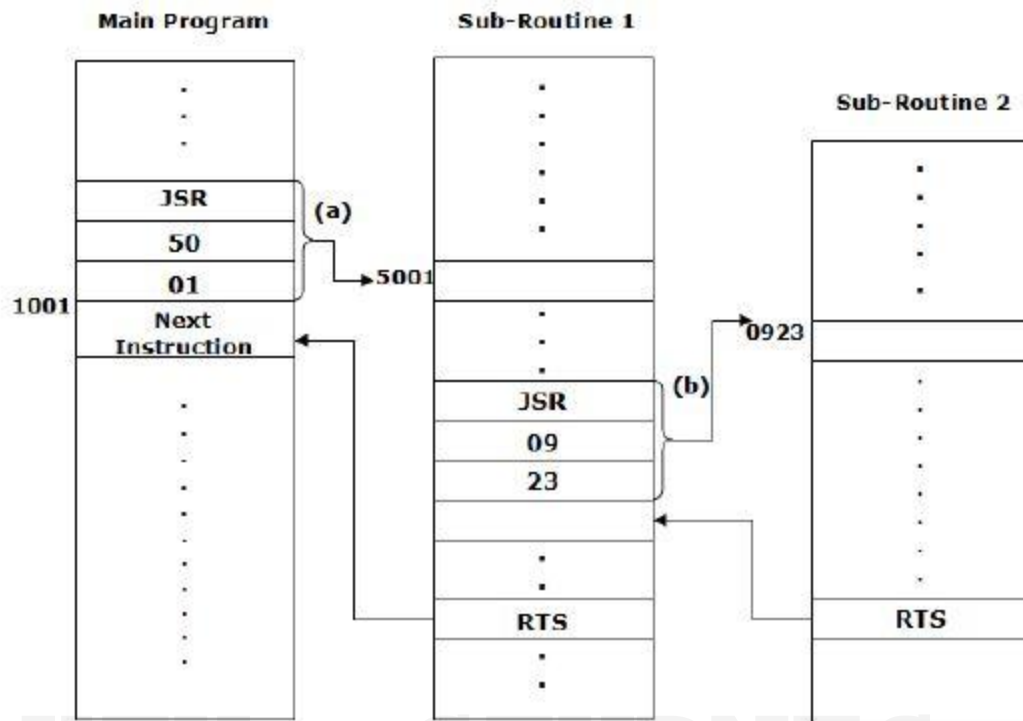 Main Program
Sub-Routine 1
Sub-Routine 2
JSR
50
01
(a)
1001
Next
Instruction
5001
JSR
09
23
(b)
0923
RTS
RTS